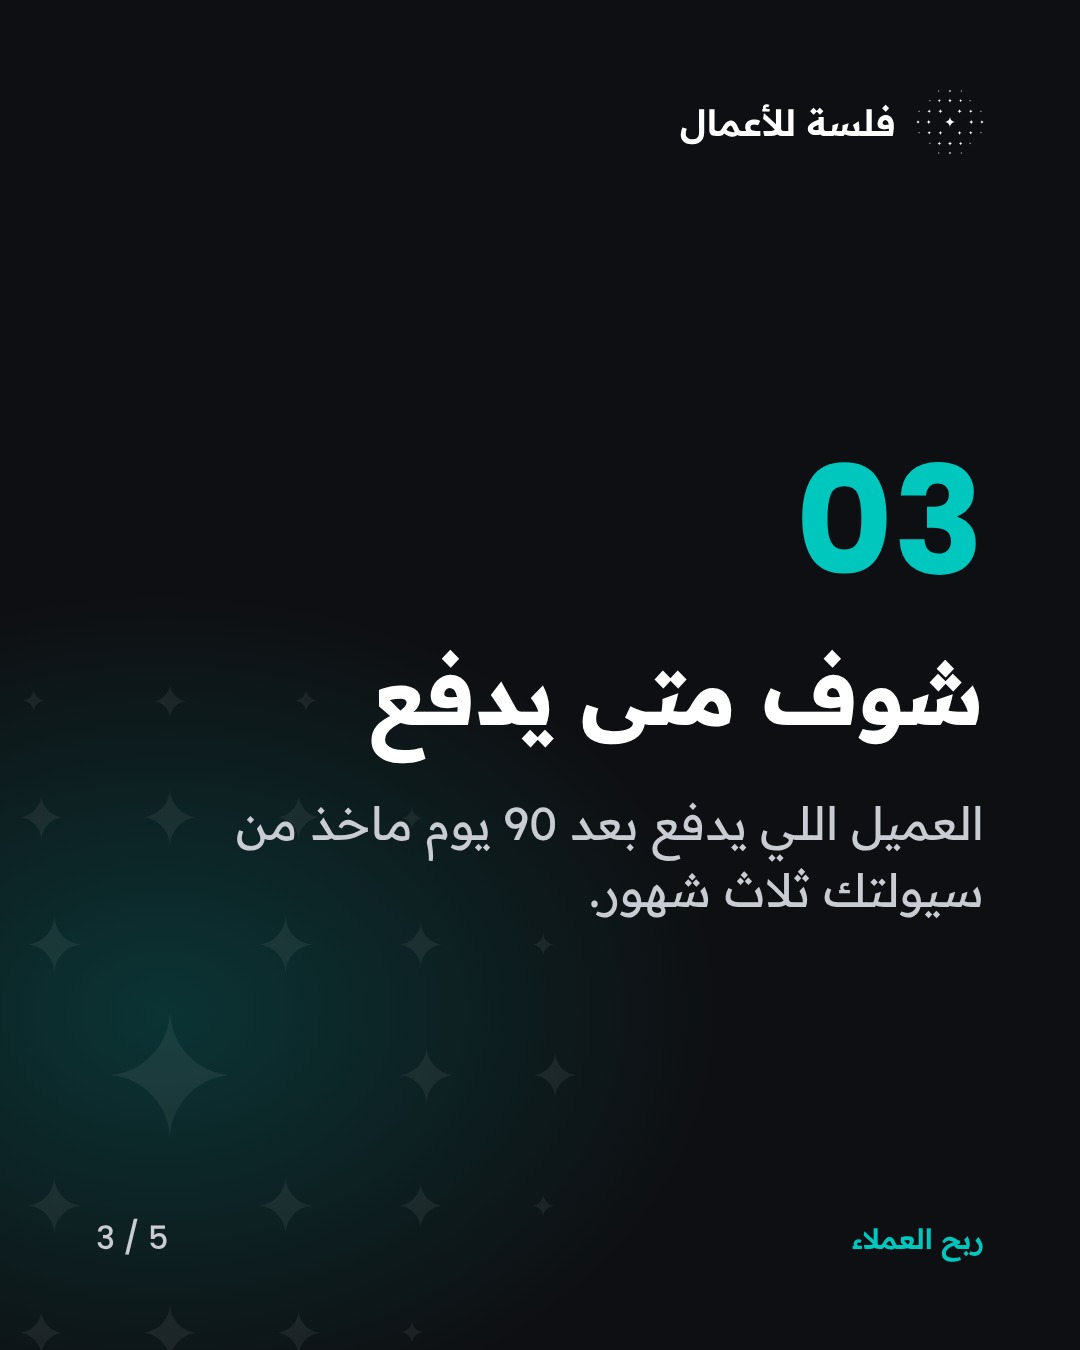 فلسة للأعمال
03
شوف متى يدفع
العميل اللي يدفع بعد 90 يوم ماخذ من
سيولتك ثلاث شهور.
ربح العملاء
3 / 5